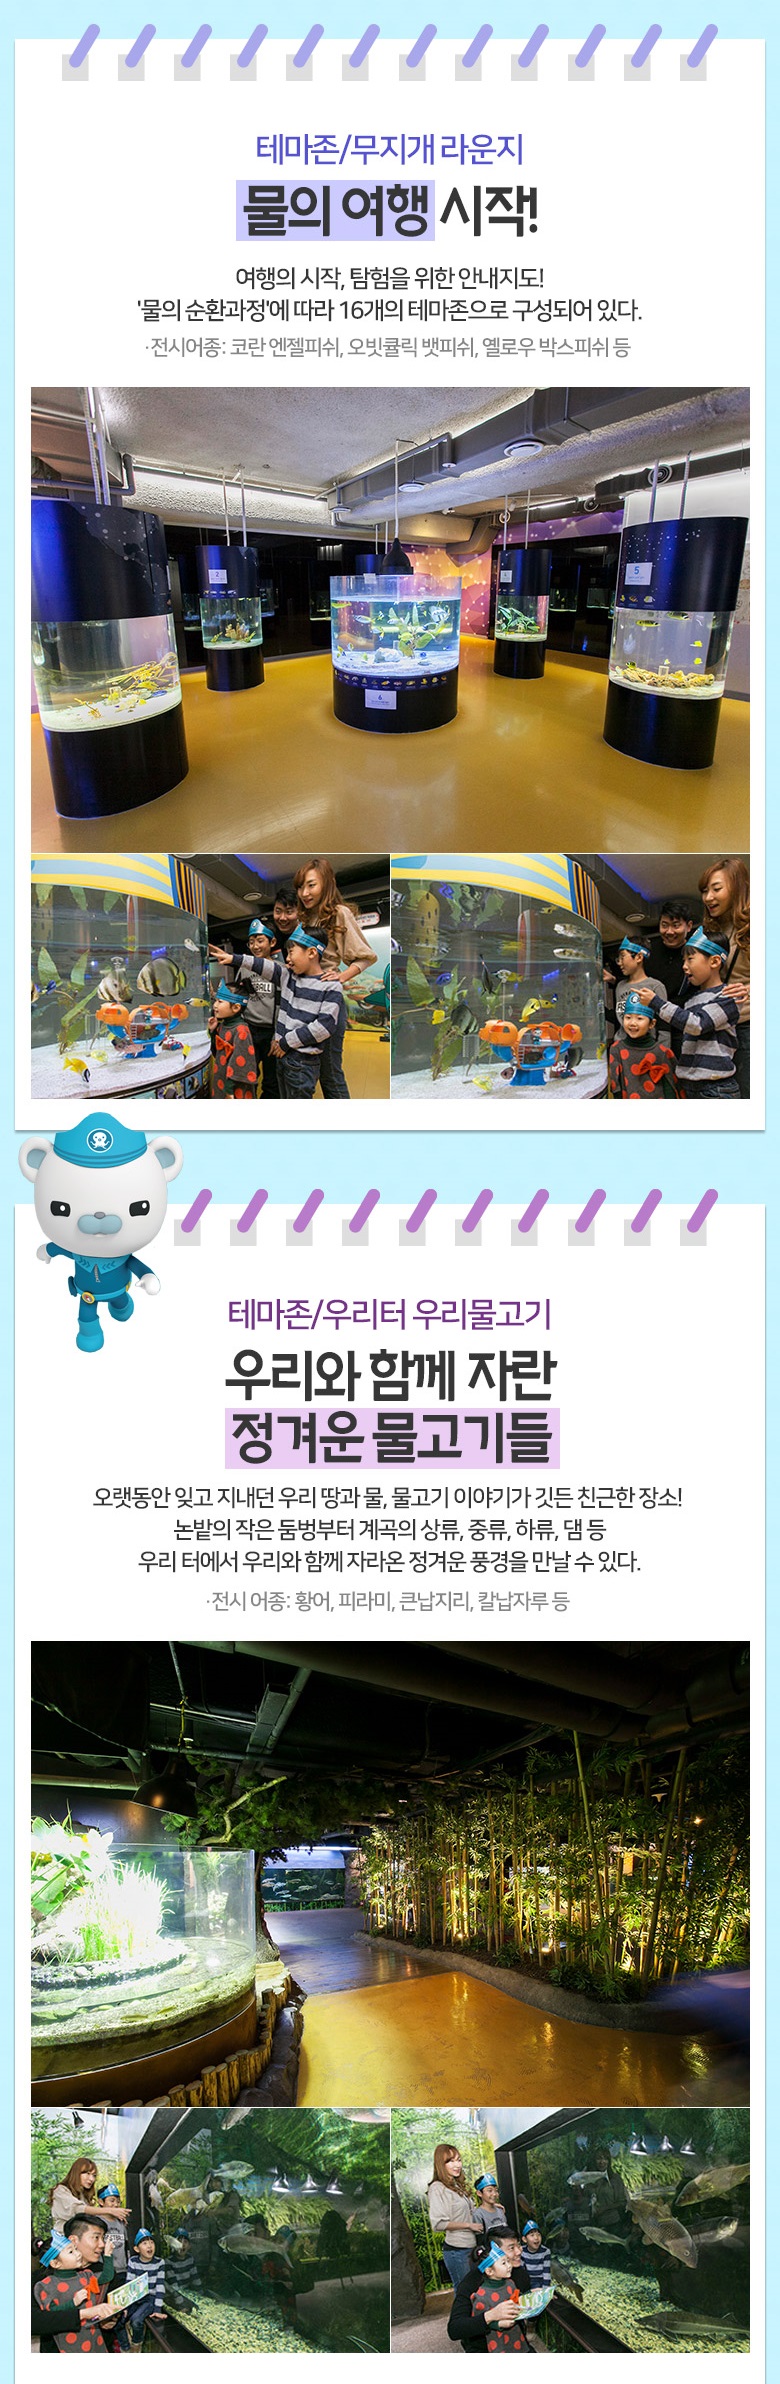 테마존/무지개 라운지
물의 여행 시작!
여행의 시작, 탐험을 위한 안내지도!
'물의 순환과정'에 따라 16개의 테마존으로 구성되어 있다.
·전시어종: 코란 엔젤피쉬, 오빗큘릭 뱃피쉬, 옐로우 박스피쉬 등
2
5
6
테마존/우리터 우리물고기
우리와 함께 자란
정겨운 물고기들
오랫동안 잊고 지내던 우리 땅과 물, 물고기 이야기가 깃든 친근한 장소!
논밭의 작은 둠벙부터 계곡의 상류, 중류, 하류, 댐 등
우리 터에서 우리와 함께 자라온 정겨운 풍경을 만날 수 있다.
·전시 어종: 황어, 피라미, 큰납지리, 칼납자루 등